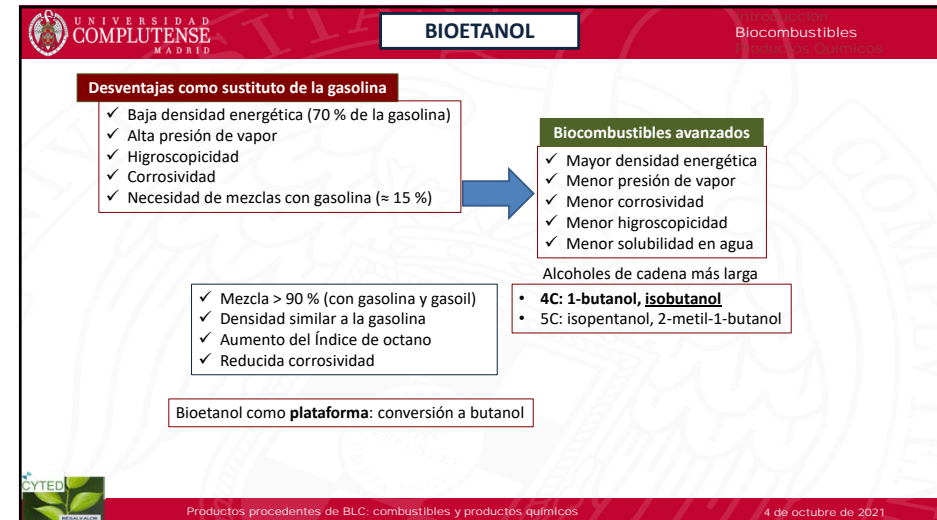 UNIVERSIDAD
COMPLUTENSE
MADRID
BIOETANOL
Introducción
Biocombustibles
Productos Químicos
Desventajas como sustituto de la gasolina
✓ Baja densidad energética (70 % de la gasolina)
✓ Alta presión de vapor
✓ Higroscopicidad
✓ Corrosividad
✓ Necesidad de mezclas con gasolina (≈ 15 %)
Biocombustibles avanzados
✓ Mayor densidad energética
✓ Menor presión de vapor
✓ Menor corrosividad
✓ Menor higroscopicidad
✓ Menor solubilidad en agua
Alcoholes de cadena más larga
• 4C: 1-butanol, isobutanol
• 5C: isopentanol, 2-metil-1-butanol
✓ Mezcla > 90 % (con gasolina y gasoil)
✓ Densidad similar a la gasolina
✓ Aumento del Índice de octano
✓ Reducida corrosividad
Bioetanol como plataforma: conversión a butanol
CYTED
Productos procedentes de BLC: combustibles y productos químicos
4 de octubre de 2021